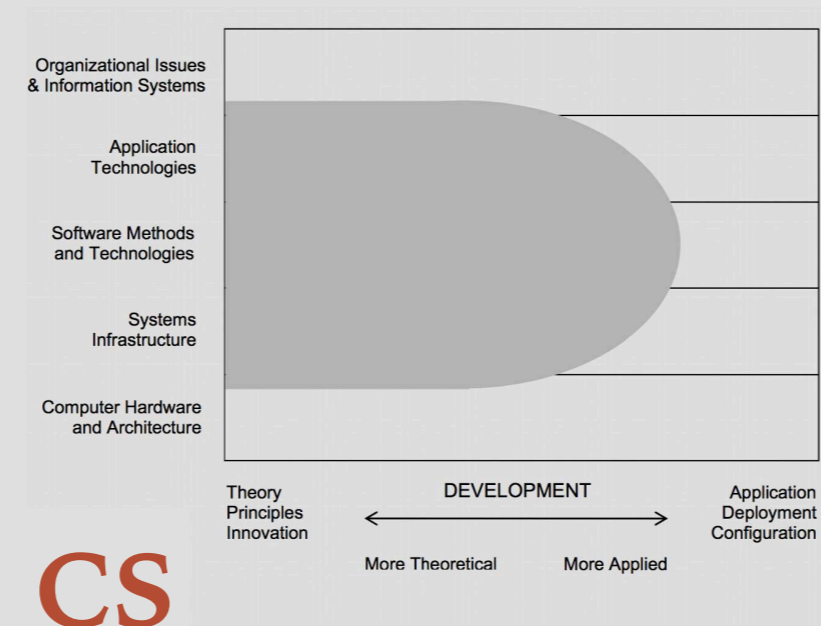 Organizational Issues
& Information Systems
Application
Technologies
Software Methods
and Technologies
Systems
Infrastructure
Computer Hardware
and Architecture
Theory
Principles
Innovation
DEVELOPMENT
More Theoretical
More Applied
Application
Deployment
Configuration
CS